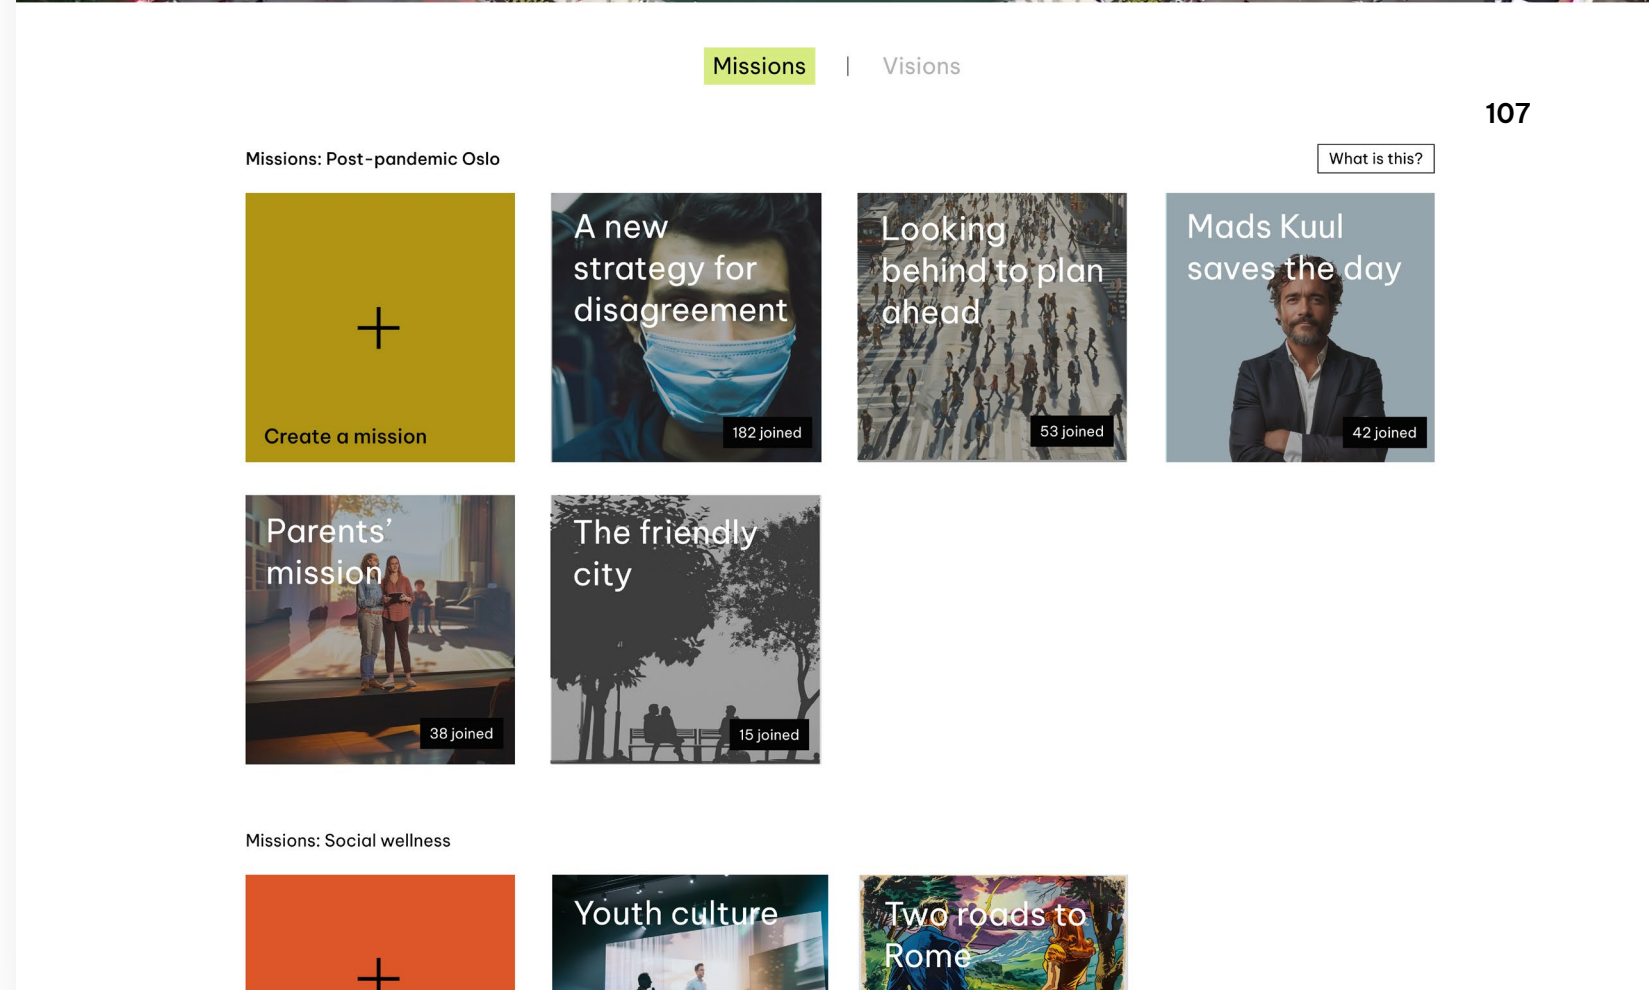 Missions | Visions
107
Missions: Post-pandemic Oslo
What is this?
Create a mission
A new
strategy for
disagreement
182 joined
Looking
behind to plan
ahead
53 joined
Mads Kuul
saves the day
42 joined
Parents’
mission
38 joined
The friendly
city
15 joined
Missions: Social wellness
Youth culture
Two roads to
Rome